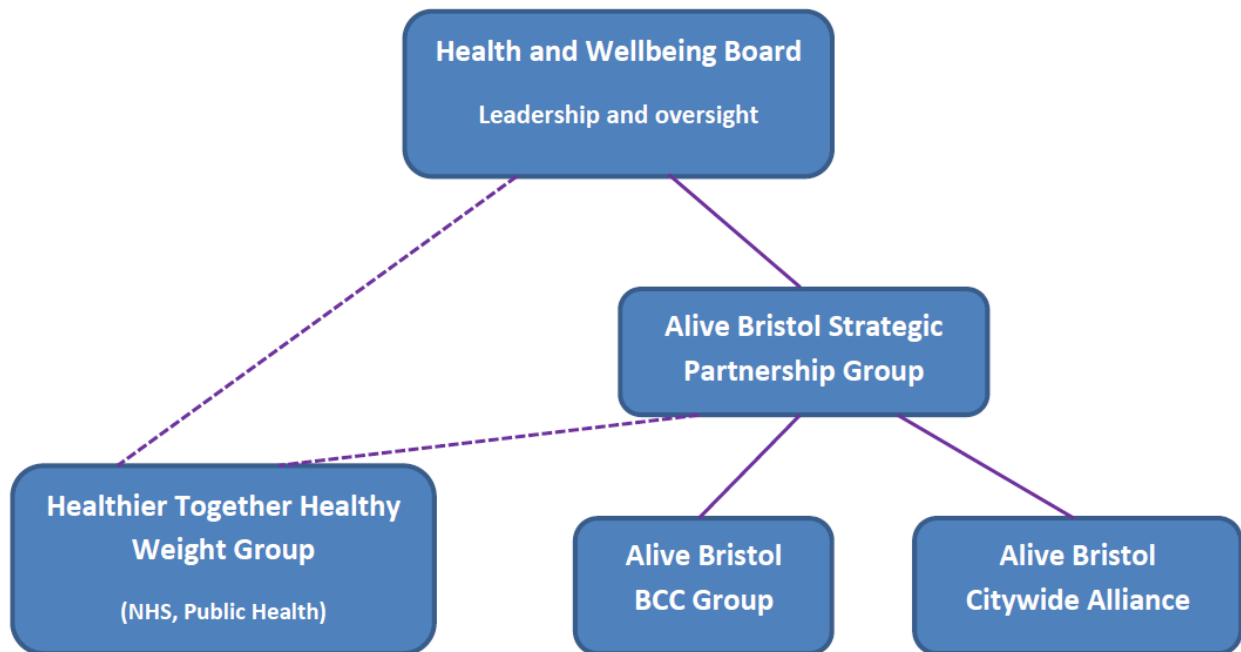 Health and Wellbeing Board
Leadership and oversight
Alive Bristol Strategic
Partnership Group
Healthier Together Healthy
Weight Group
(NHS, Public Health)
Alive Bristol
BCC Group
Alive Bristol
Citywide Alliance